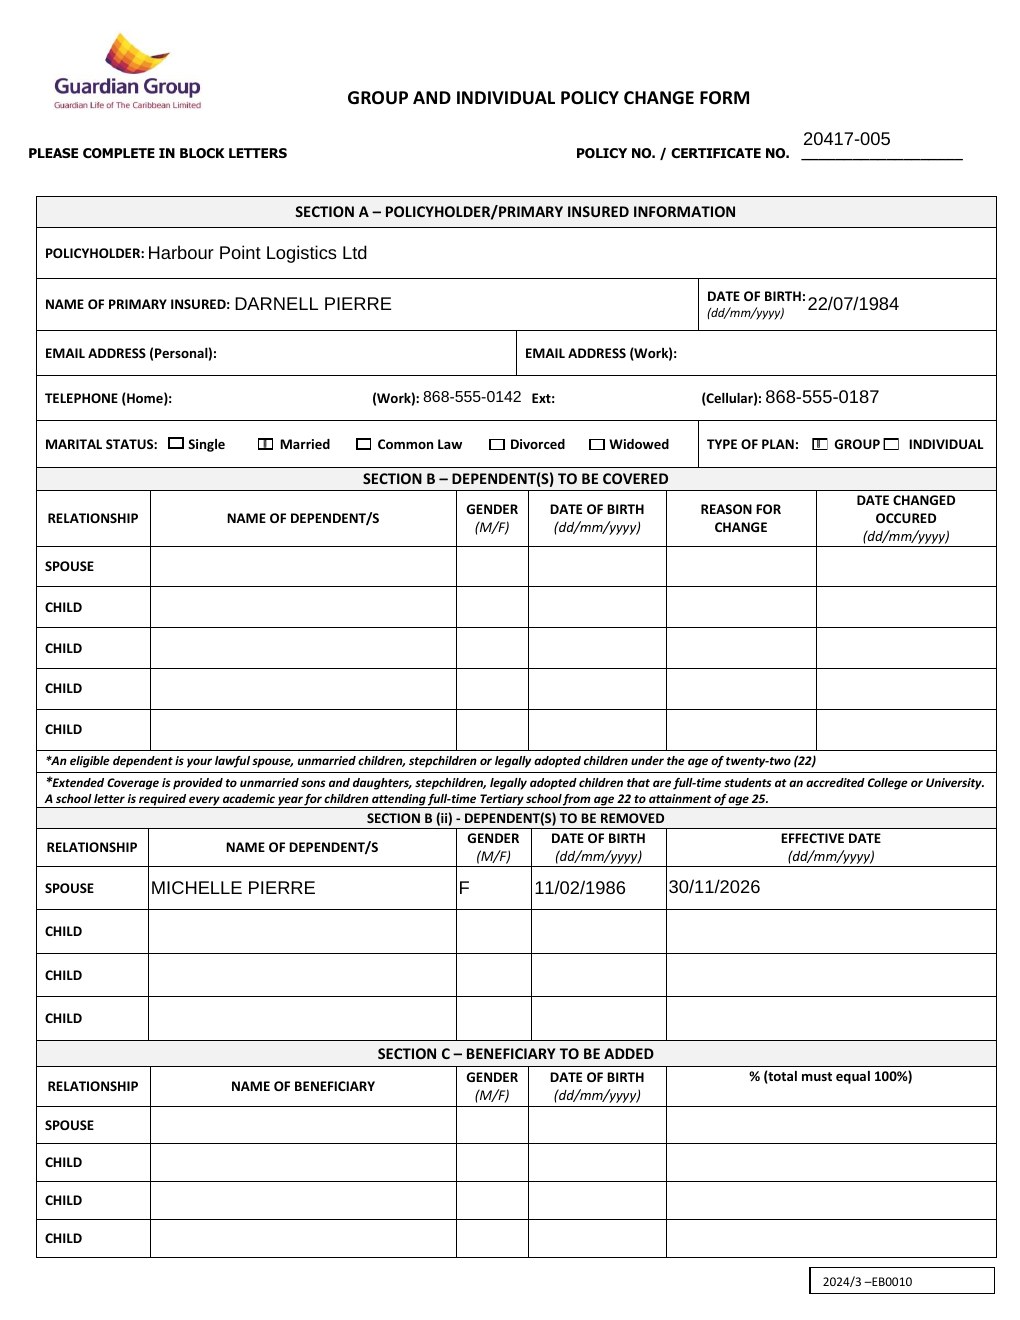 Guardian Group
Guardian Life of The Caribbean Limited
GROUP AND INDIVIDUAL POLICY CHANGE FORM
PLEASE COMPLETE IN BLOCK LETTERS
POLICY NO. / CERTIFICATE NO. 20417-005
SECTION A – POLICYHOLDER/PRIMARY INSURED INFORMATION
POLICYHOLDER: Harbour Point Logistics Ltd
NAME OF PRIMARY INSURED: DARNELL PIERRE
DATE OF BIRTH: 22/07/1984
(dd/mm/yyyy)
EMAIL ADDRESS (Personal):
EMAIL ADDRESS (Work):
TELEPHONE (Home): (Work): 868-555-0142 Ext: (Cellular): 868-555-0187
MARITAL STATUS: Single Married Common Law Divorced Widowed
TYPE OF PLAN: GROUP INDIVIDUAL
SECTION B – DEPENDENT(S) TO BE COVERED
RELATIONSHIP
NAME OF DEPENDENT/S
GENDER
(M/F)
DATE OF BIRTH
(dd/mm/yyyy)
REASON FOR
CHANGE
DATE CHANGED
OCCURED
(dd/mm/yyyy)
SPOUSE
CHILD
CHILD
CHILD
CHILD
*An eligible dependent is your lawful spouse, unmarried children, stepchildren or legally adopted children under the age of twenty-two (22)
*Extended Coverage is provided to unmarried sons and daughters, stepchildren, legally adopted children that are full-time students at an accredited College or University.
A school letter is required every academic year for children attending full-time Tertiary school from age 22 to attainment of age 25.
SECTION B (ii) - DEPENDENT(S) TO BE REMOVED
RELATIONSHIP
NAME OF DEPENDENT/S
GENDER
(M/F)
DATE OF BIRTH
(dd/mm/yyyy)
EFFECTIVE DATE
(dd/mm/yyyy)
SPOUSE MICHELLE PIERRE F 11/02/1986 30/11/2026
CHILD
CHILD
CHILD
SECTION C – BENEFICIARY TO BE ADDED
RELATIONSHIP
NAME OF BENEFICIARY
GENDER
(M/F)
DATE OF BIRTH
(dd/mm/yyyy)
% (total must equal 100%)
SPOUSE
CHILD
CHILD
CHILD
2024/3 –EB0010